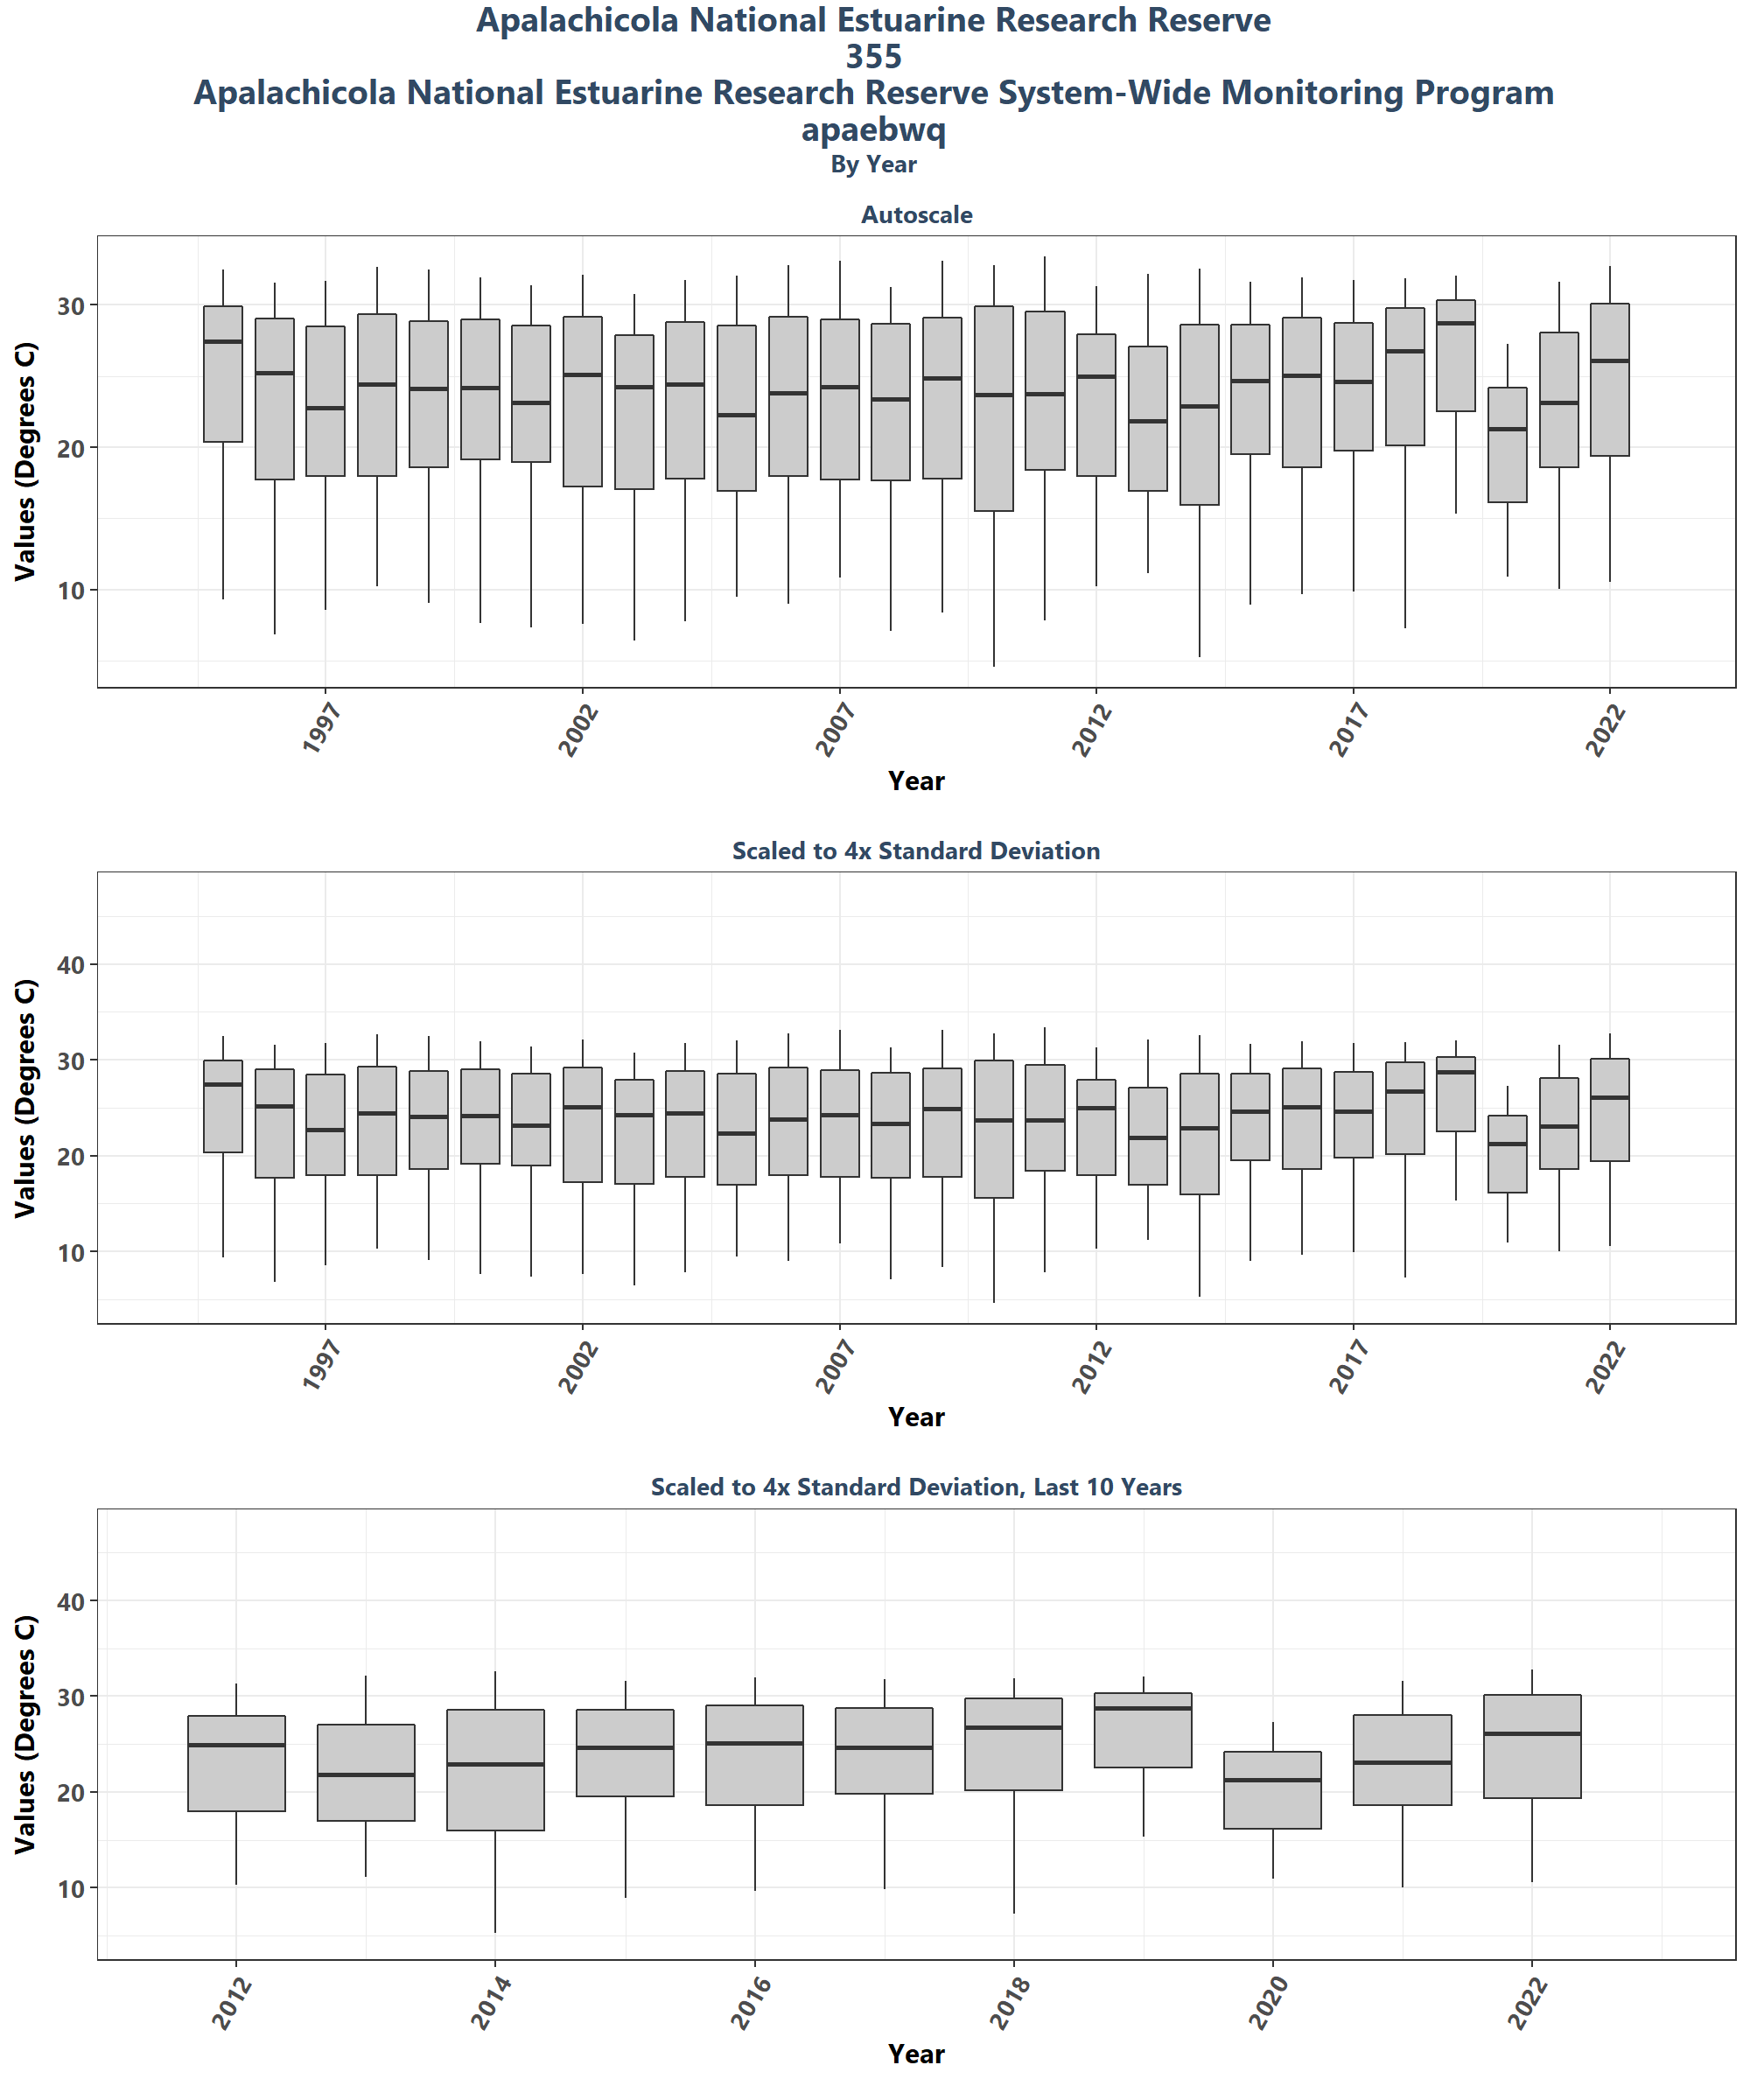 Apalachicola National Estuarine Research Reserve
355
Apalachicola National Estuarine Research Reserve System-Wide Monitoring Program
apaebwq
By Year
Autoscale
Values (Degrees C)
30
20
10
1997
2002
2007
2012
2017
2022
Year
Scaled to 4x Standard Deviation
Values (Degrees C)
40
30
20
10
1997
2002
2007
2012
2017
2022
Year
Scaled to 4x Standard Deviation, Last 10 Years
Values (Degrees C)
40
30
20
10
2012
2014
2016
2018
2020
2022
Year